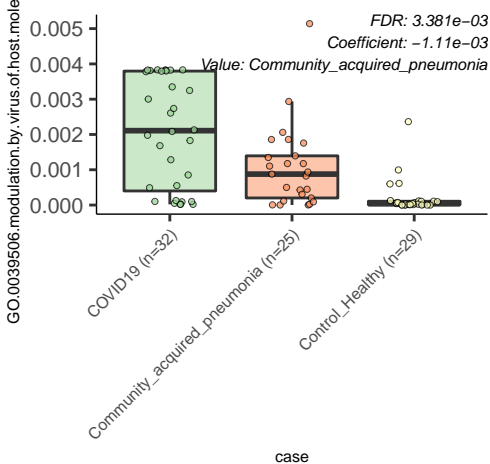 FDR: 3.381e−03
Coefficient: −1.11e−03
Value: Community_acquired_pneumonia
GO.0039506.modulation.by.virus.of.host.mole
0.005
0.004
0.003
0.002
0.001
0.000
COVID19 (n=32)
Community_acquired_pneumonia (n=25)
Control_Healthy (n=29)
case